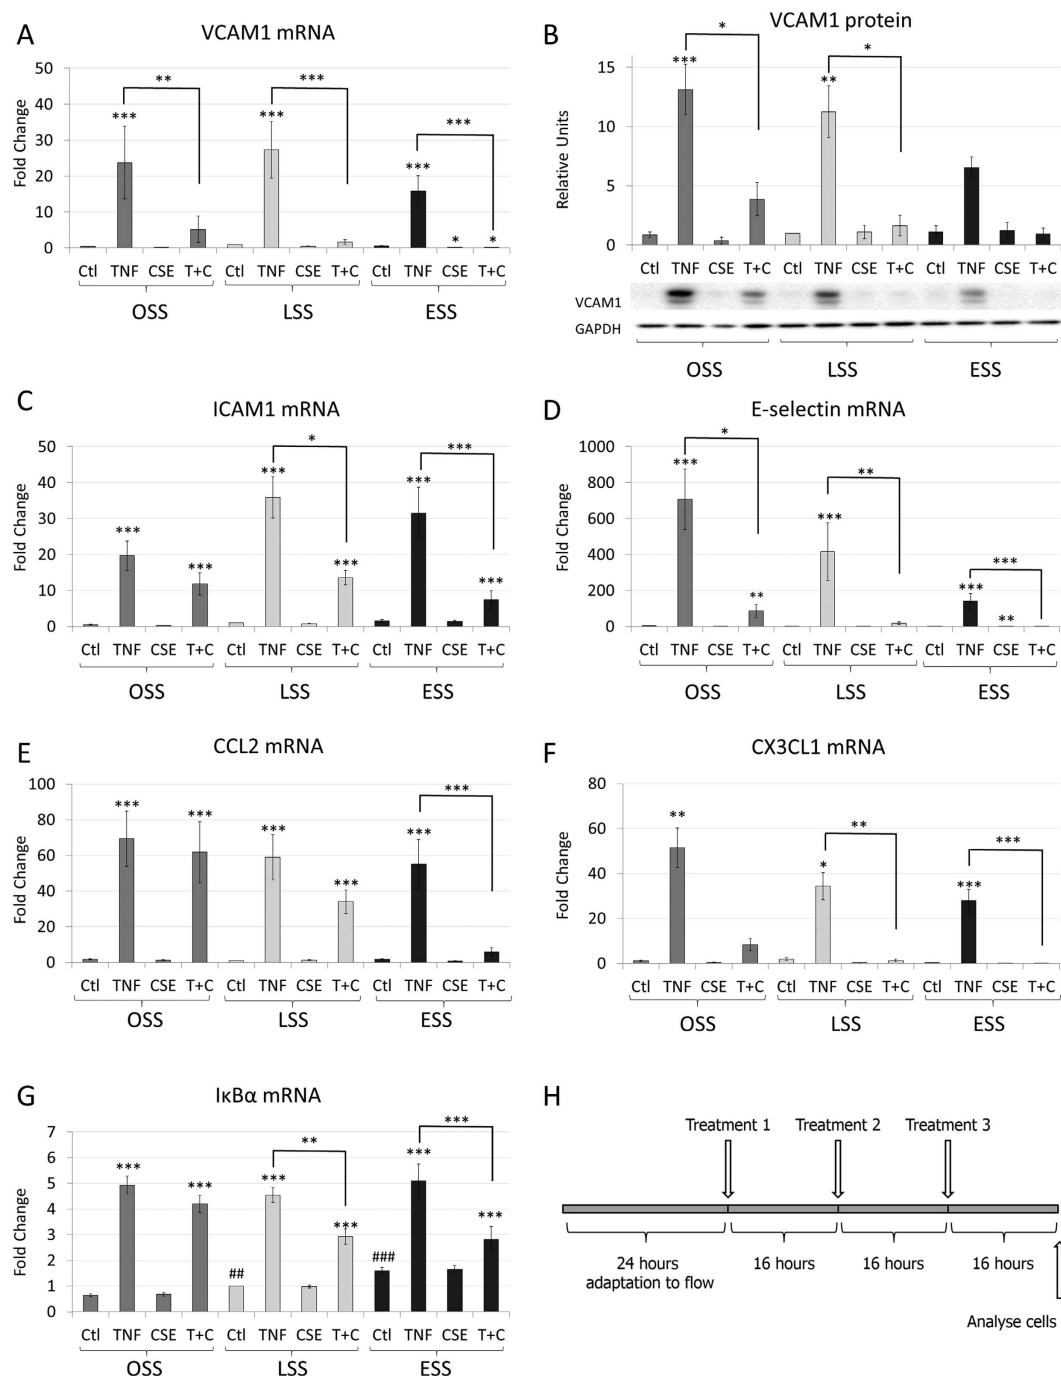 A
VCAM1 mRNA
Fold Change
50
40
30
20
10
0
** *** ***
*** *** ***
* *
Ctl TNF CSE T+C Ctl TNF CSE T+C Ctl TNF CSE T+C
OSS LSS ESS
B
VCAM1 protein
Relative Units
15
10
5
0
* *
*** **
Ctl TNF CSE T+C Ctl TNF CSE T+C Ctl TNF CSE T+C
VCAM1
GAPDH
OSS LSS ESS
C
ICAM1 mRNA
Fold Change
50
40
30
20
10
0
* ***
*** *** *** *** *** ***
Ctl TNF CSE T+C Ctl TNF CSE T+C Ctl TNF CSE T+C
OSS LSS ESS
D
E-selectin mRNA
Fold Change
1000
800
600
400
200
0
* ** ***
*** ** *** *** **
Ctl TNF CSE T+C Ctl TNF CSE T+C Ctl TNF CSE T+C
OSS LSS ESS
E
CCL2 mRNA
Fold Change
100
80
60
40
20
0
***
*** *** *** *** ***
Ctl TNF CSE T+C Ctl TNF CSE T+C Ctl TNF CSE T+C
OSS LSS ESS
F
CX3CL1 mRNA
Fold Change
80
60
40
20
0
** ***
** * ***
Ctl TNF CSE T+C Ctl TNF CSE T+C Ctl TNF CSE T+C
OSS LSS ESS
G
IκBα mRNA
Fold Change
7
6
5
4
3
2
1
0
** ***
*** *** ## *** *** ### *** ***
Ctl TNF CSE T+C Ctl TNF CSE T+C Ctl TNF CSE T+C
OSS LSS ESS
H
Treatment 1 Treatment 2 Treatment 3
24 hours
adaptation to flow
16 hours 16 hours 16 hours
Analyse cells